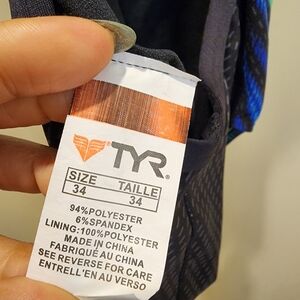 TYR®
SIZE TAILLE
34 34
94%POLYESTER
6%SPANDEX
LINING:100%POLYESTER
MADE IN CHINA
FABRIQUÉ AU CHINA
SEE REVERSE FOR CARE
ENTRELL'EN AU VERSO